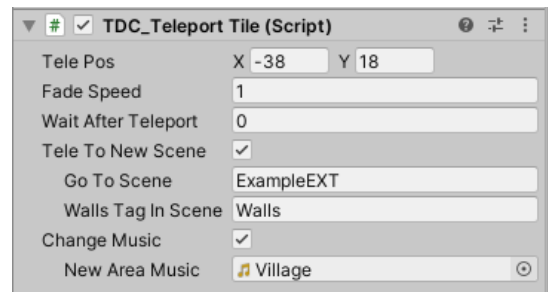 TDC_Teleport Tile (Script)
Tele Pos X -38 Y 18
Fade Speed 1
Wait After Teleport 0
Tele To New Scene
Go To Scene ExampleEXT
Walls Tag In Scene Walls
Change Music
New Area Music Village